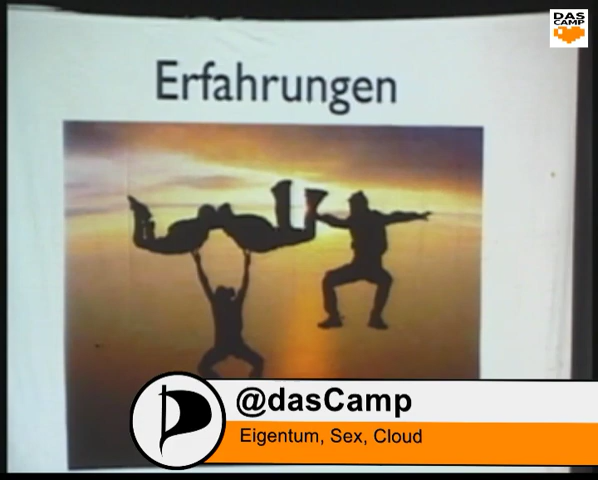 DAS
CAMP
Erfahrungen
@dasCamp
Eigentum, Sex, Cloud